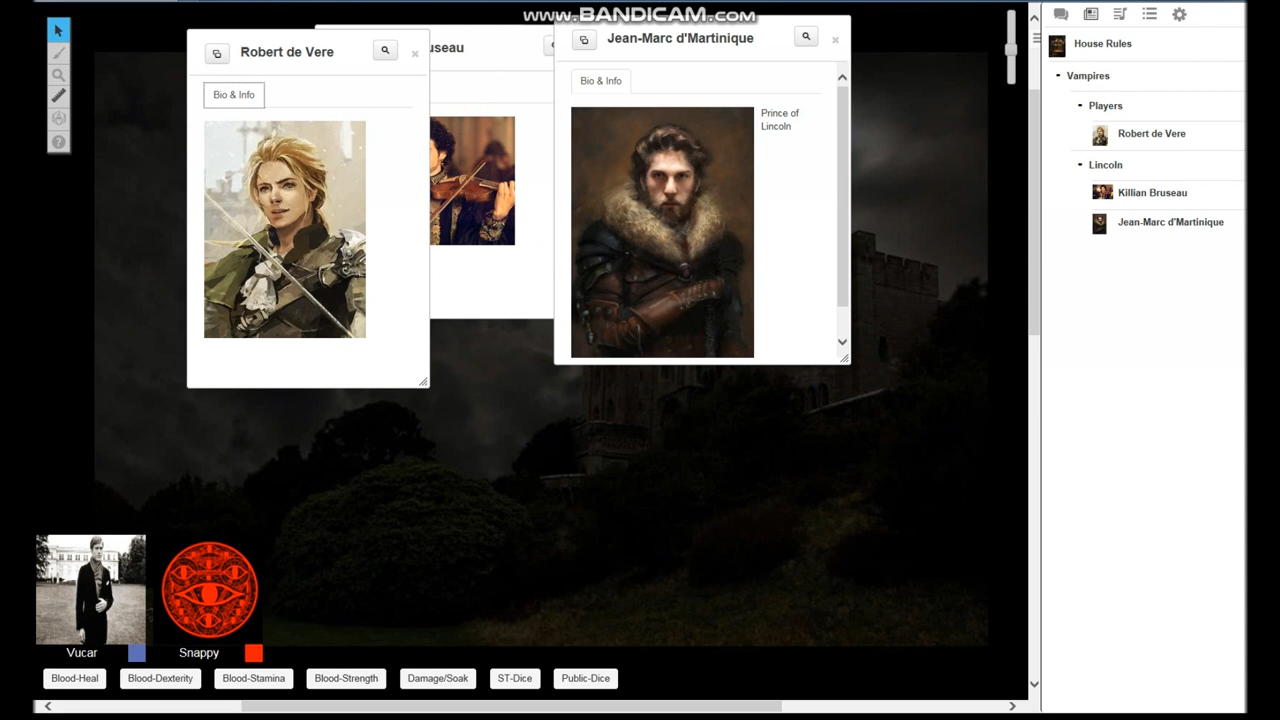 www.BANDICAM.com
Robert de Vere
useau
Jean-Marc d'Martinique
Bio & Info
Bio & Info
Prince of
Lincoln
House Rules
Vampires
Players
Robert de Vere
Lincoln
Killian Bruseau
Jean-Marc d'Martinique
Vucar
Snappy
Blood-Heal
Blood-Dexterity
Blood-Stamina
Blood-Strength
Damage/Soak
ST-Dice
Public-Dice